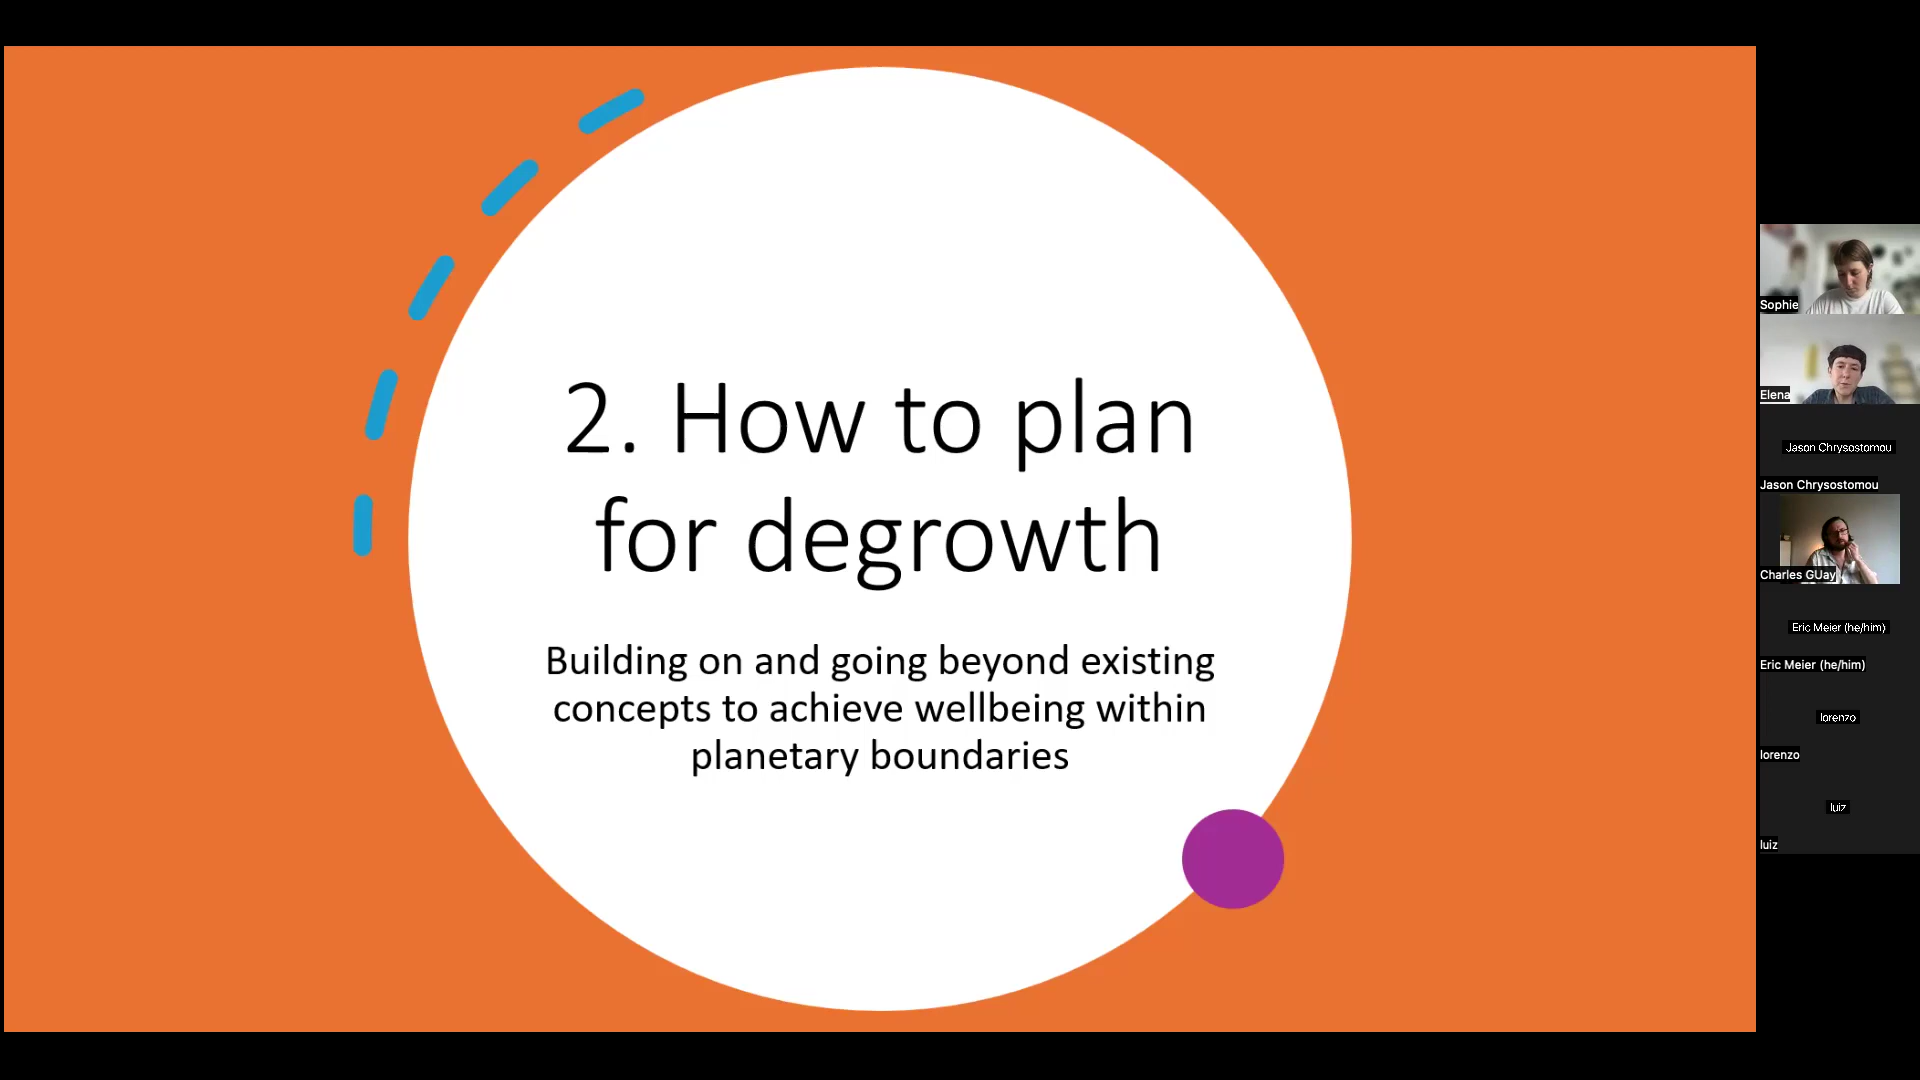 2. How to plan
for degrowth
Building on and going beyond existing
concepts to achieve wellbeing within
planetary boundaries
Sophie
Elena
Jason Chrysostomou
Jason Chrysostomou
Charles GUay
Eric Meier (he/him)
Eric Meier (he/him)
lorenzo
lorenzo
luiz
luiz